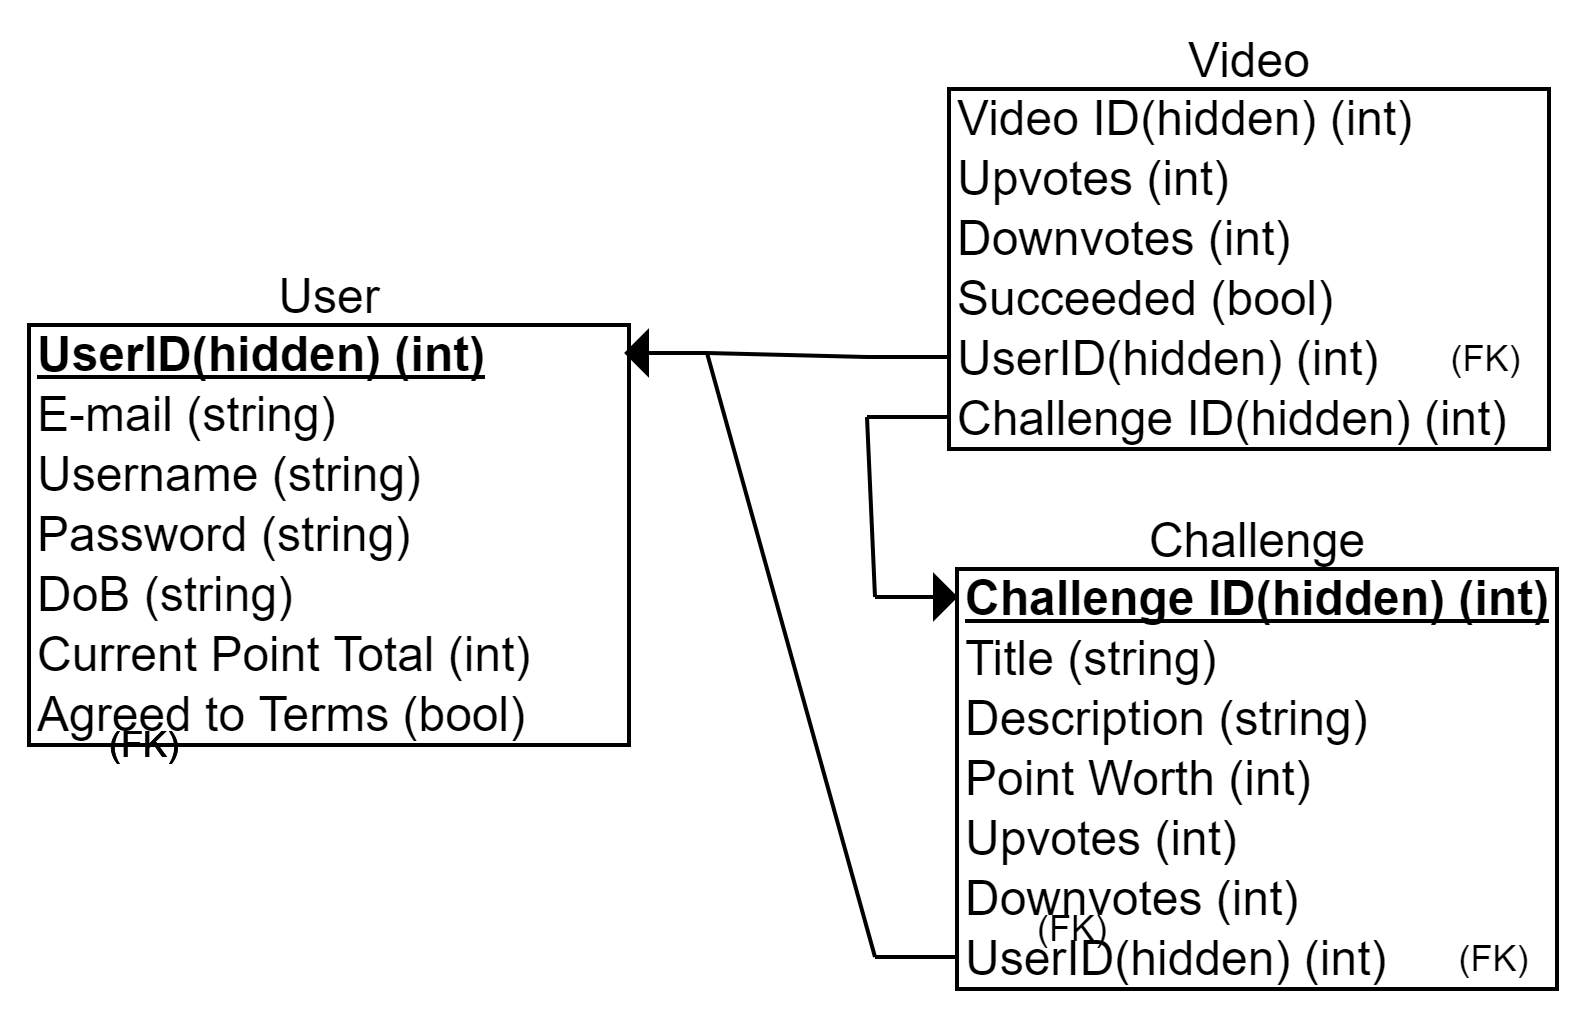 User
UserID(hidden) (int)
E-mail (string)
Username (string)
Password (string)
DoB (string)
Current Point Total (int)
Agreed to Terms (bool)
(FK)
Video
Video ID(hidden) (int)
Upvotes (int)
Downvotes (int)
Succeeded (bool)
UserID(hidden) (int) (FK)
Challenge ID(hidden) (int)
Challenge
Challenge ID(hidden) (int)
Title (string)
Description (string)
Point Worth (int)
Upvotes (int)
Downvotes (int)
(FK)
UserID(hidden) (int) (FK)